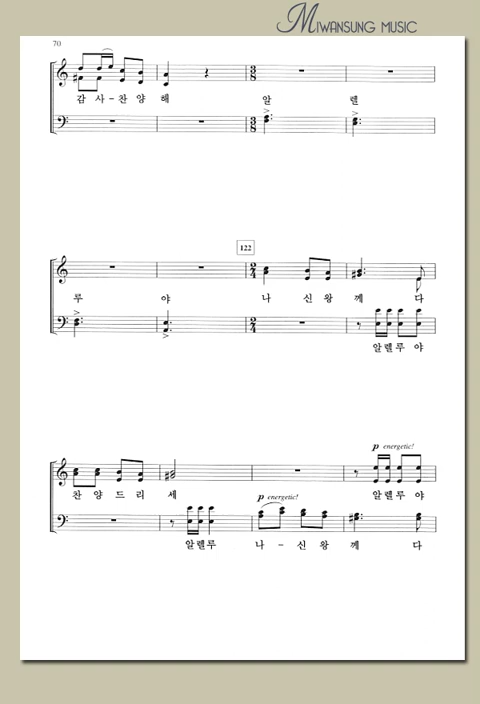 MIWANSUNG MUSIC
70
감 사 - 찬 양 해 알 렐
122
루 야 나 신 왕 께 다
알렐루 야
p energetic!
찬 양 드 리 세 알렐루 야
p energetic!
알렐루 나 - 신 왕 께 다